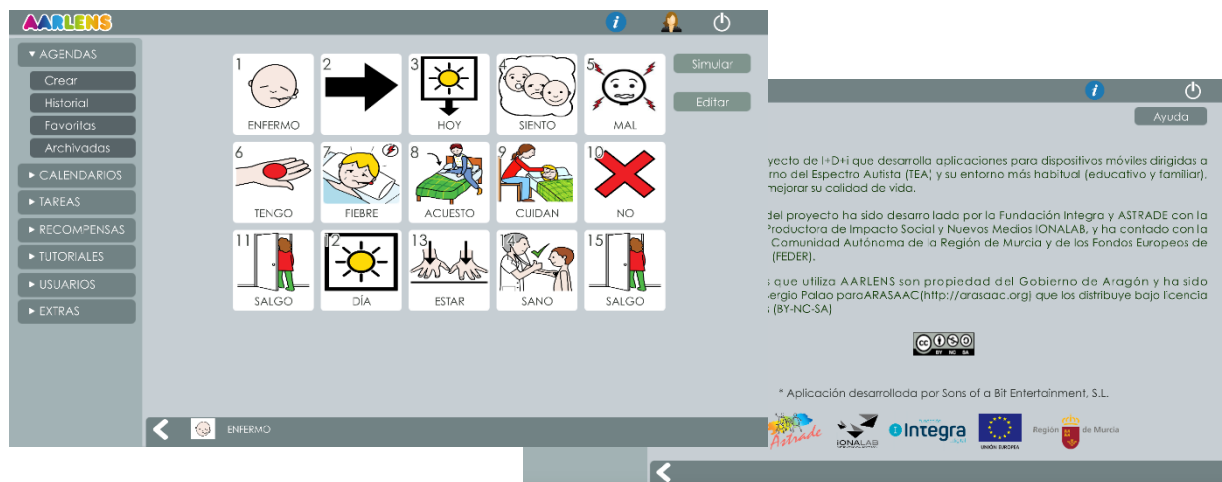 AARLENS
▼ AGENDAS
Crear
Historial
Favoritas
Archivadas
► CALENDARIOS
► TAREAS
► RECOMPENSAS
► TUTORIALES
► USUARIOS
► EXTRAS
1 2 3 4 5
ENFERMO HOY SIENTO MAL
6 7 8 9 10
TENGO FIEBRE ACUESTO CUIDAN NO
11 12 13 14 15
SALGO DÍA ESTAR SANO SALGO
Simular
Editar
ENFERMO
Ayuda
yecto de I+D+i que desarrolla aplicaciones para dispositivos móviles dirigidas a
rno del Espectro Autista (TEA) y su entorno más habitual (educativo y familiar),
mejorar su calidad de vida.
del proyecto ha sido desarrolado por la Fundación Integra y ASTRADE con la
Productora de Impacto Social y Nuevos Medios IONALAB, y ha contado con la
Comunidad Autónoma de la Región de Murcia y de los Fondos Europeos de
(FEDER).
s que utiliza AARLENS son propiedad del Gobierno de Aragón y ha sido
ergio Palao paraARASAAC(http://arasaac.org) que los distribuye bajo licencia
(BY-NC-SA)
cc BY NC SA
* Aplicación desarrollada por Sons of a Bit Entertainment, S.L.
Astrade
iONALAB
Integra
UNIÓN EUROPEA
Región de Murcia